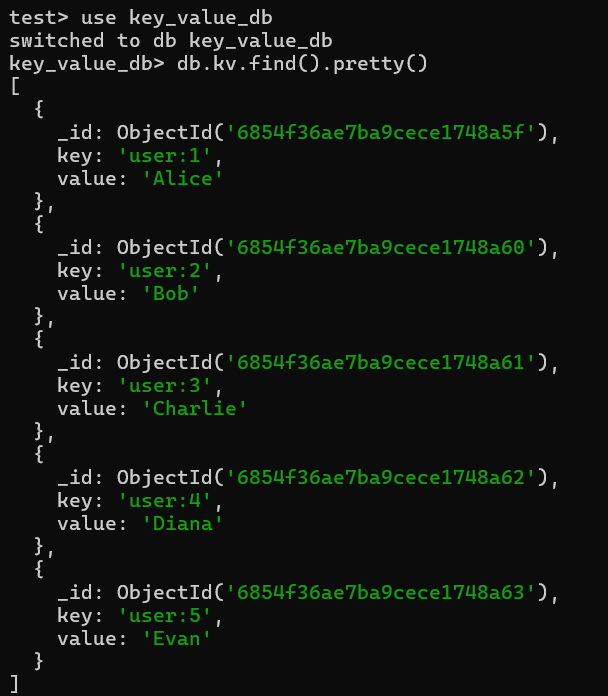 test> use key_value_db
switched to db key_value_db
key_value_db> db.kv.find().pretty()
[
  {
    _id: ObjectId('6854f36ae7ba9cece1748a5f'),
    key: 'user:1',
    value: 'Alice'
  },
  {
    _id: ObjectId('6854f36ae7ba9cece1748a60'),
    key: 'user:2',
    value: 'Bob'
  },
  {
    _id: ObjectId('6854f36ae7ba9cece1748a61'),
    key: 'user:3',
    value: 'Charlie'
  },
  {
    _id: ObjectId('6854f36ae7ba9cece1748a62'),
    key: 'user:4',
    value: 'Diana'
  },
  {
    _id: ObjectId('6854f36ae7ba9cece1748a63'),
    key: 'user:5',
    value: 'Evan'
  }
]